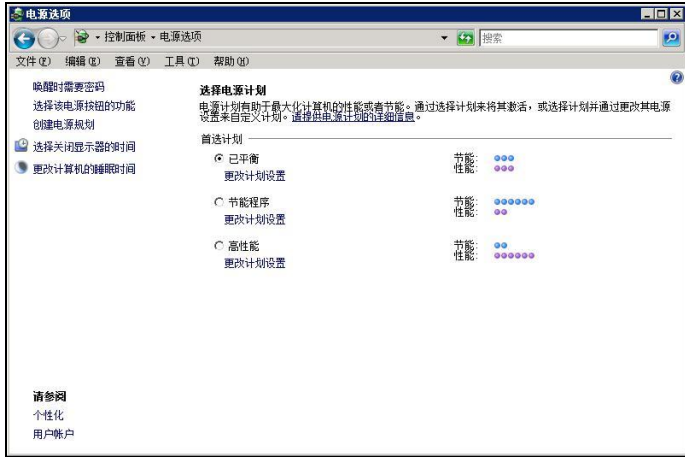 电源选项
控制面板 电源选项
搜索
文件(F) 编辑(E) 查看(V) 工具(T) 帮助(H)
唤醒时需要密码
选择该电源按钮的功能
创建电源规划
选择关闭显示器的时间
更改计算机的睡眠时间
选择电源计划
电源计划有助于最大化计算机的性能或者节能。通过选择计划来将其激活，或选择计划并通过更改其电源
设置来自定义计划。请提供电源计划的详细信息。
首选计划
已平衡
更改计划设置
节能:
性能:
节能程序
更改计划设置
节能:
性能:
高性能
更改计划设置
节能:
性能:
请参阅
个性化
用户帐户